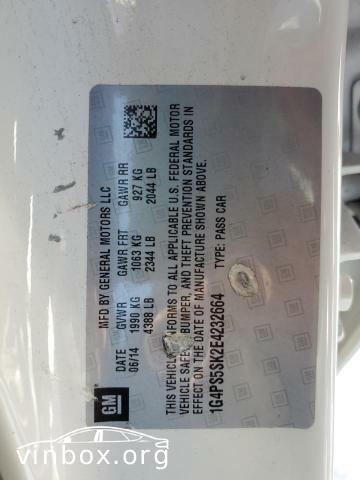 MFD BY GENERAL MOTORS LLC
DATE GVWR GAWR FRT GAWR RR
06/14 1990 KG 1063 KG 927 KG
4388 LB 2344 LB 2044 LB
THIS VEHICLE CONFORMS TO ALL APPLICABLE U.S. FEDERAL MOTOR
VEHICLE SAFETY, BUMPER, AND THEFT PREVENTION STANDARDS IN
EFFECT ON THE DATE OF MANUFACTURE SHOWN ABOVE.
1G4PS5SK2E4232664 TYPE: PASS CAR
GM
vinbox.org